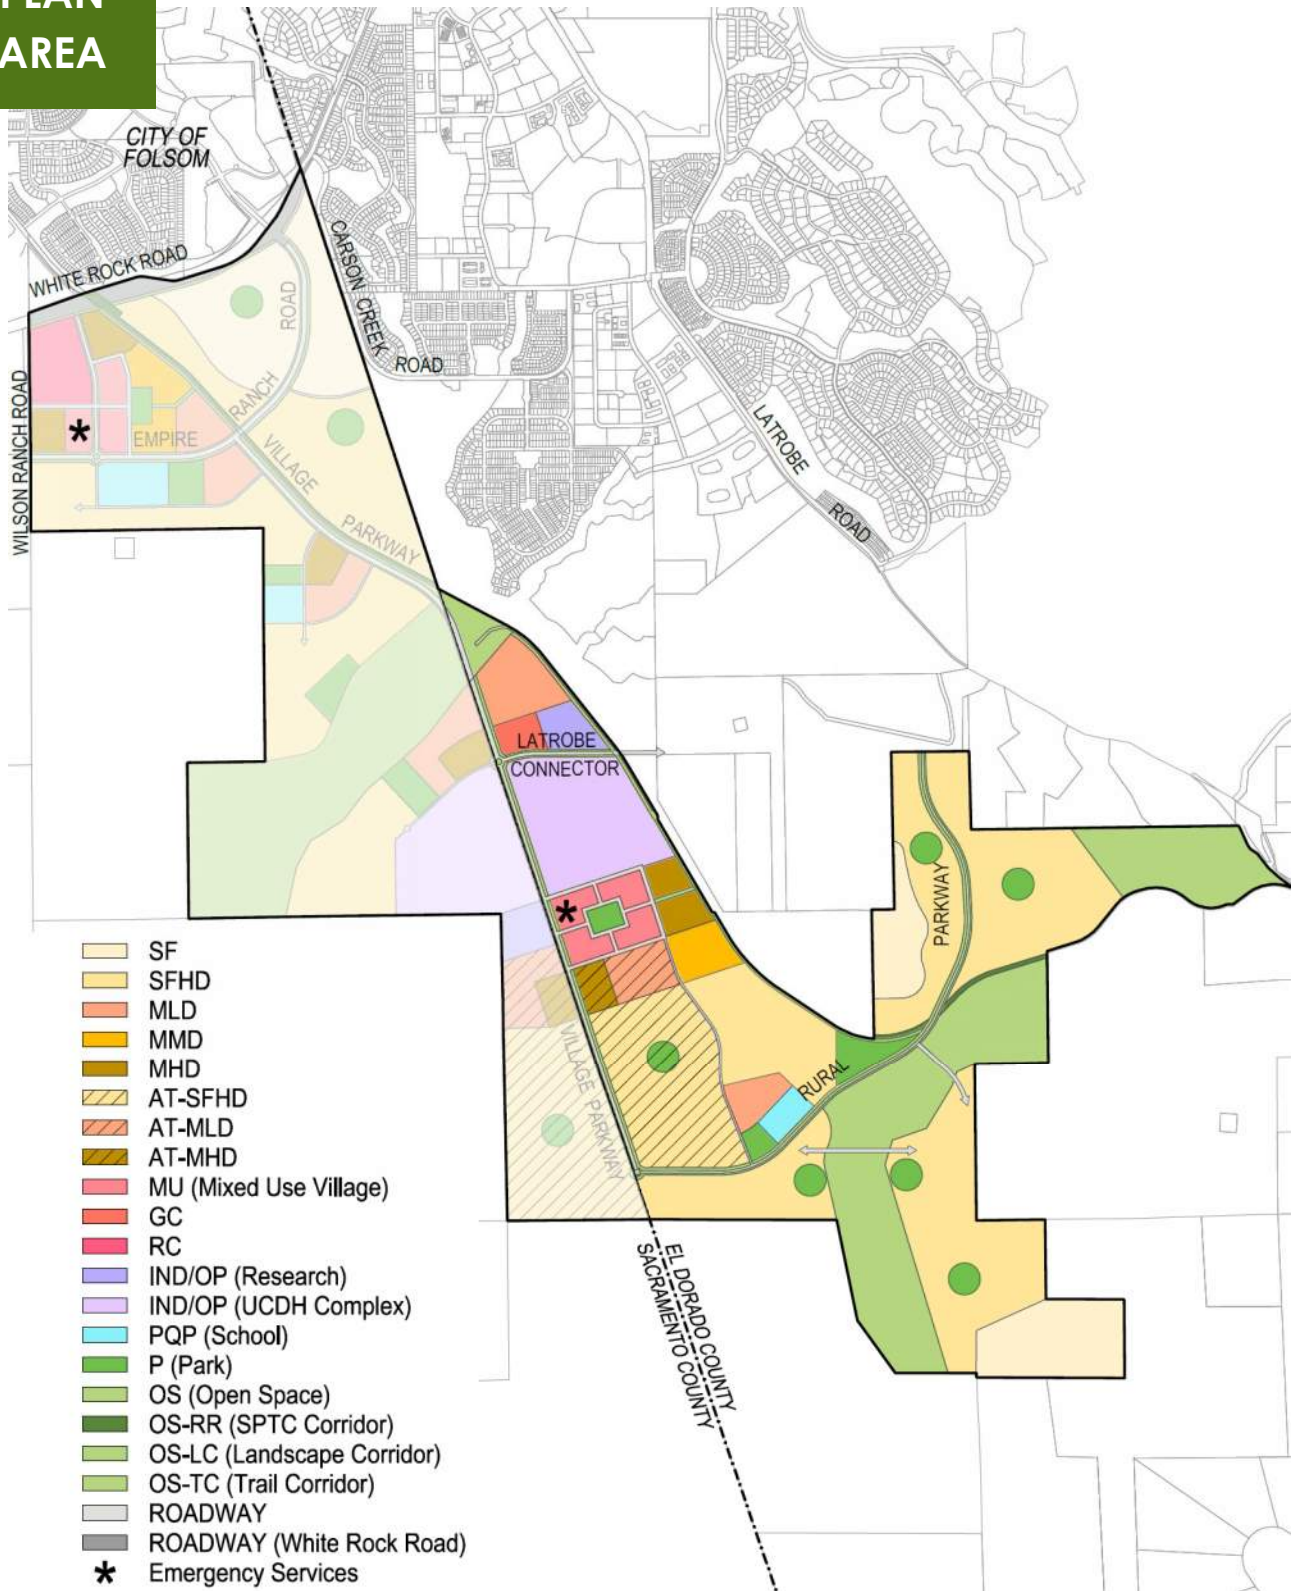 PLAN
AREA
CITY OF
FOLSOM
WHITE ROCK ROAD
CARSON CREEK
ROAD
ROAD
WILSON RANCH ROAD
RANCH
EMPIRE
VILLAGE
PARKWAY
LATROBE
ROAD
LATROBE
CONNECTOR
PARKWAY
RURAL
VILLAGE PARKWAY
EL DORADO COUNTY
SACRAMENTO COUNTY
SF
SFHD
MLD
MMD
MHD
AT-SFHD
AT-MLD
AT-MHD
MU (Mixed Use Village)
GC
RC
IND/OP (Research)
IND/OP (UCDH Complex)
PQP (School)
P (Park)
OS (Open Space)
OS-RR (SPTC Corridor)
OS-LC (Landscape Corridor)
OS-TC (Trail Corridor)
ROADWAY
ROADWAY (White Rock Road)
* Emergency Services